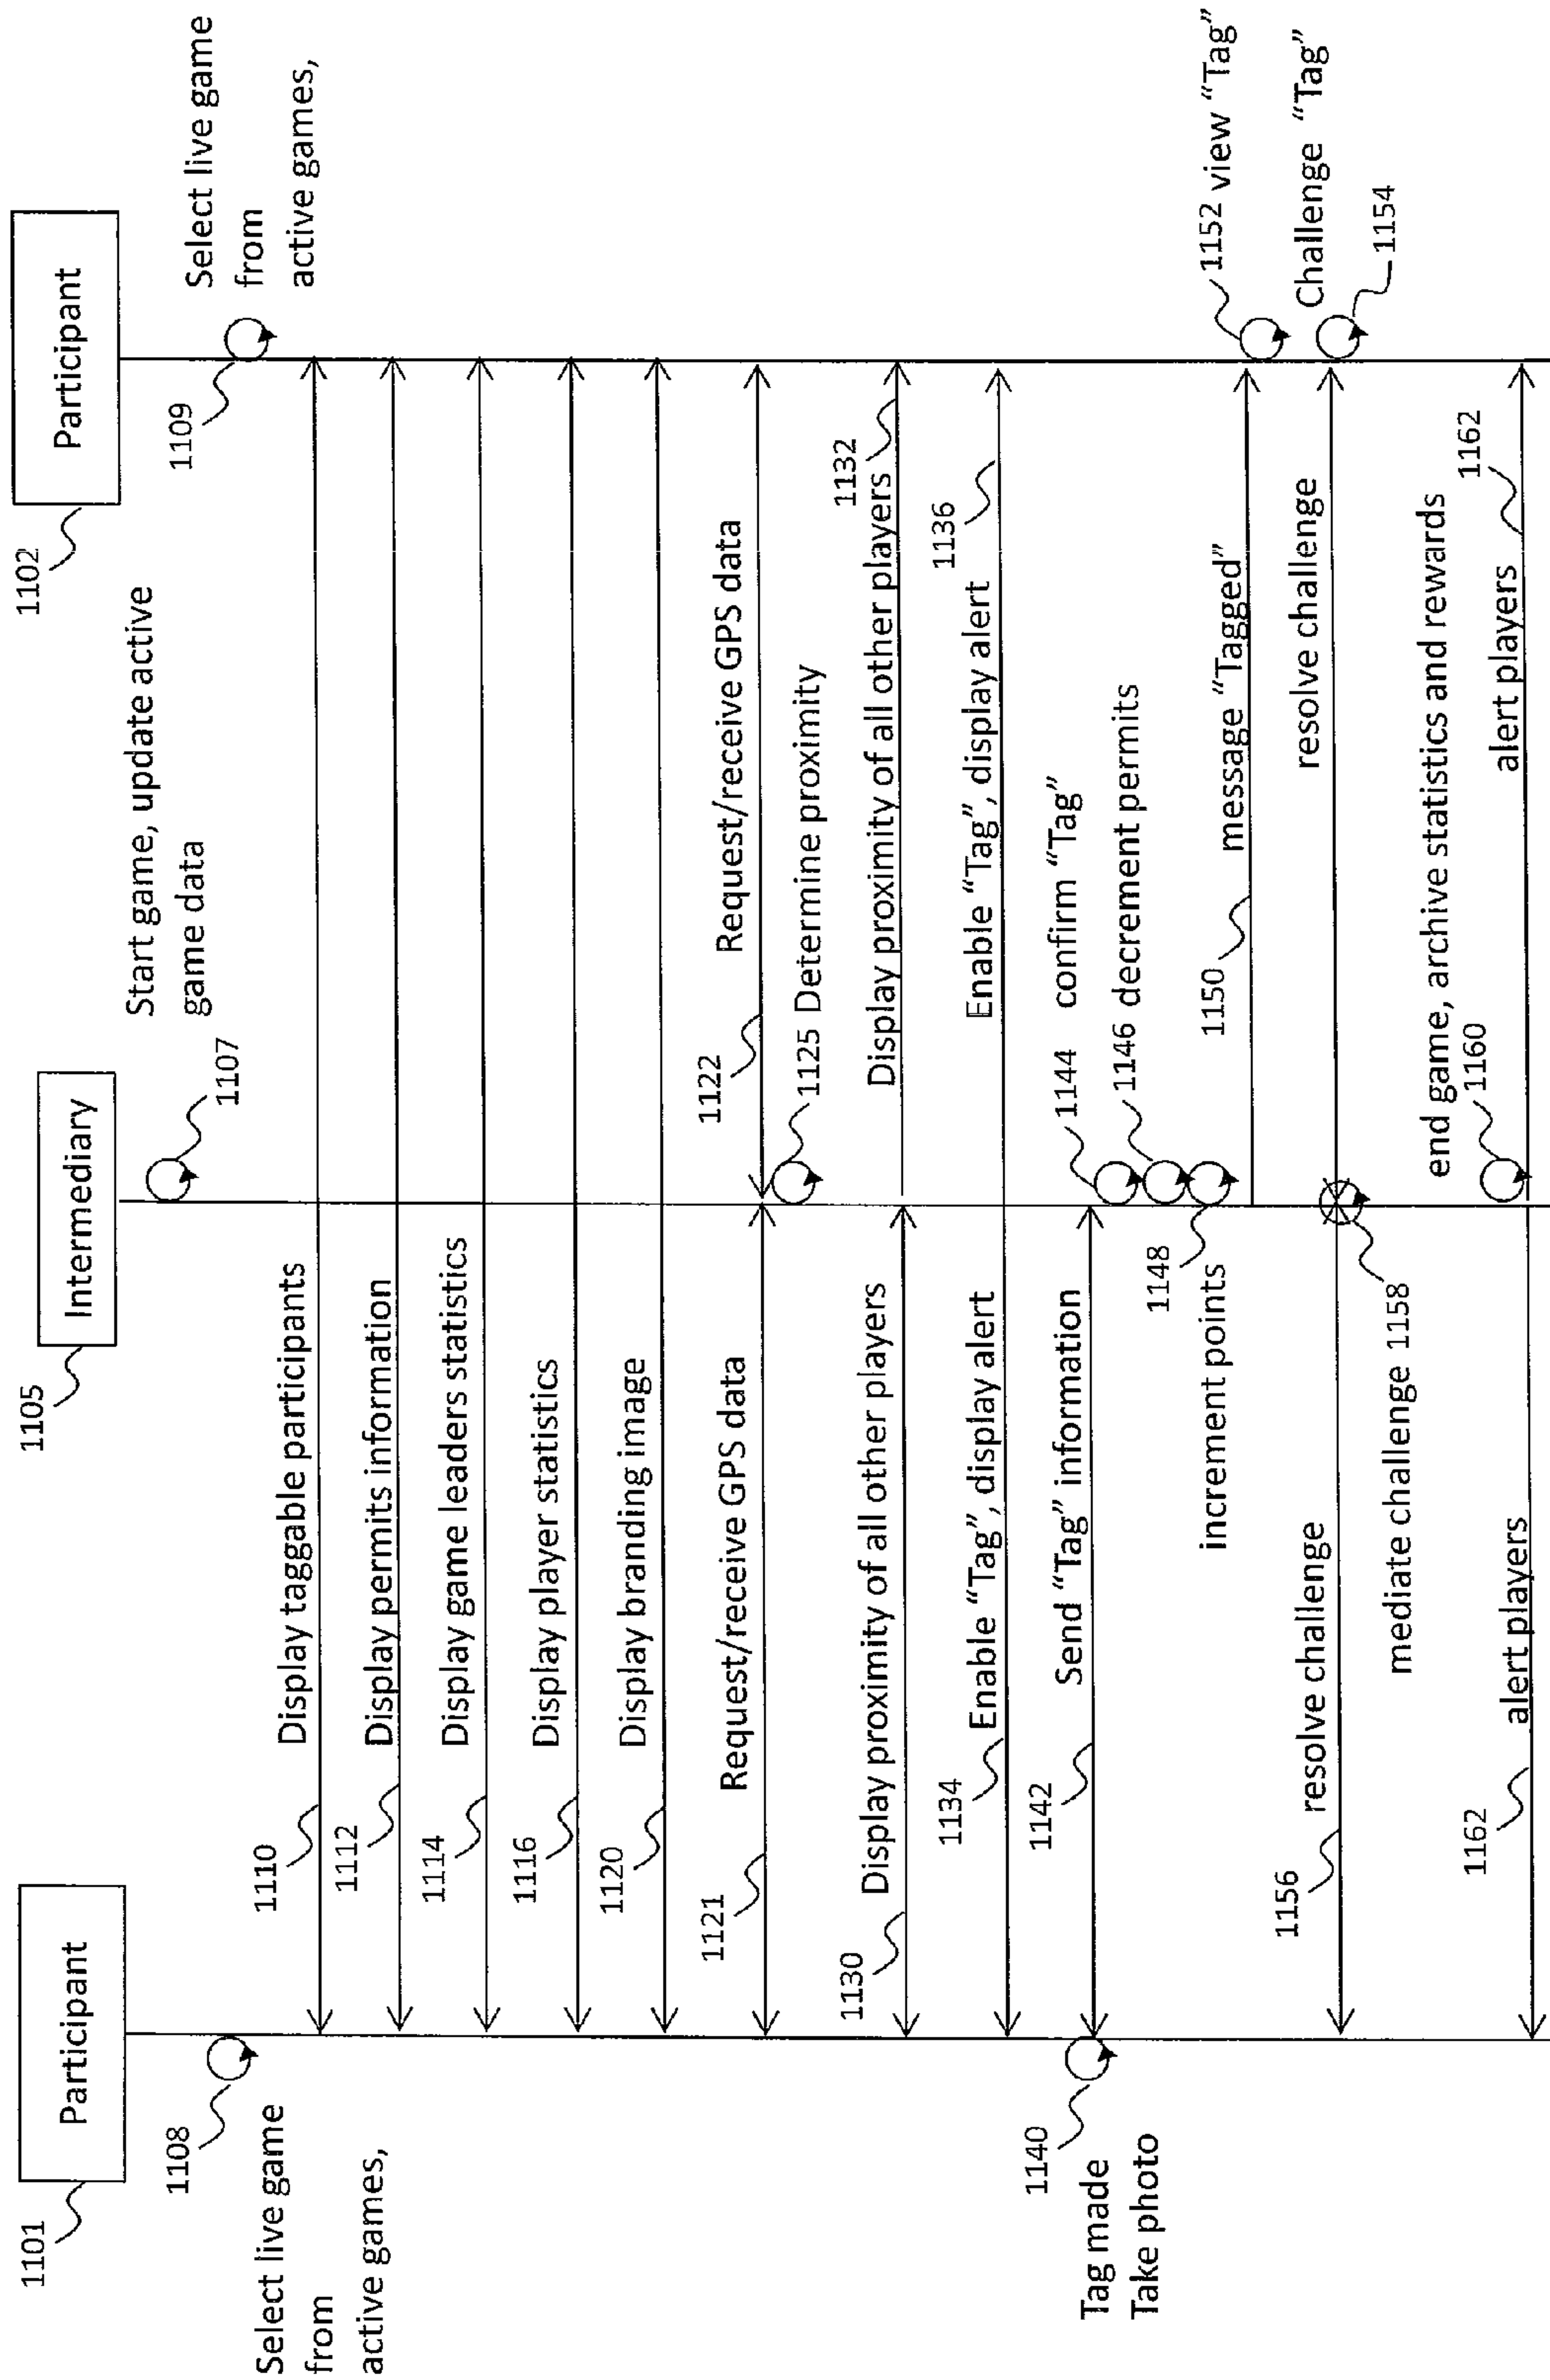 1101
Participant
1105
Intermediary
1102
Participant
Start game, update active
game data
1107
1108
Select live game
from
active games,
1109
Select live game
from
active games,
1110
Display taggable participants
1112
Display permits information
1114
Display game leaders statistics
1116
Display player statistics
1120
Display branding image
1121
Request/receive GPS data
1122
Request/receive GPS data
1125 Determine proximity
1130
Display proximity of all other players
Display proximity of all other players
1132
1134
Enable “Tag”, display alert
Enable “Tag”, display alert
1136
1140
Tag made
Take photo
1142
Send “Tag” information
1144 confirm “Tag”
1146 decrement permits
1148
increment points
1150
message “Tagged”
1152 view “Tag”
Challenge “Tag”
1154
1156
resolve challenge
resolve challenge
mediate challenge 1158
end game, archive statistics and rewards
1160
1162
alert players
alert players
1162